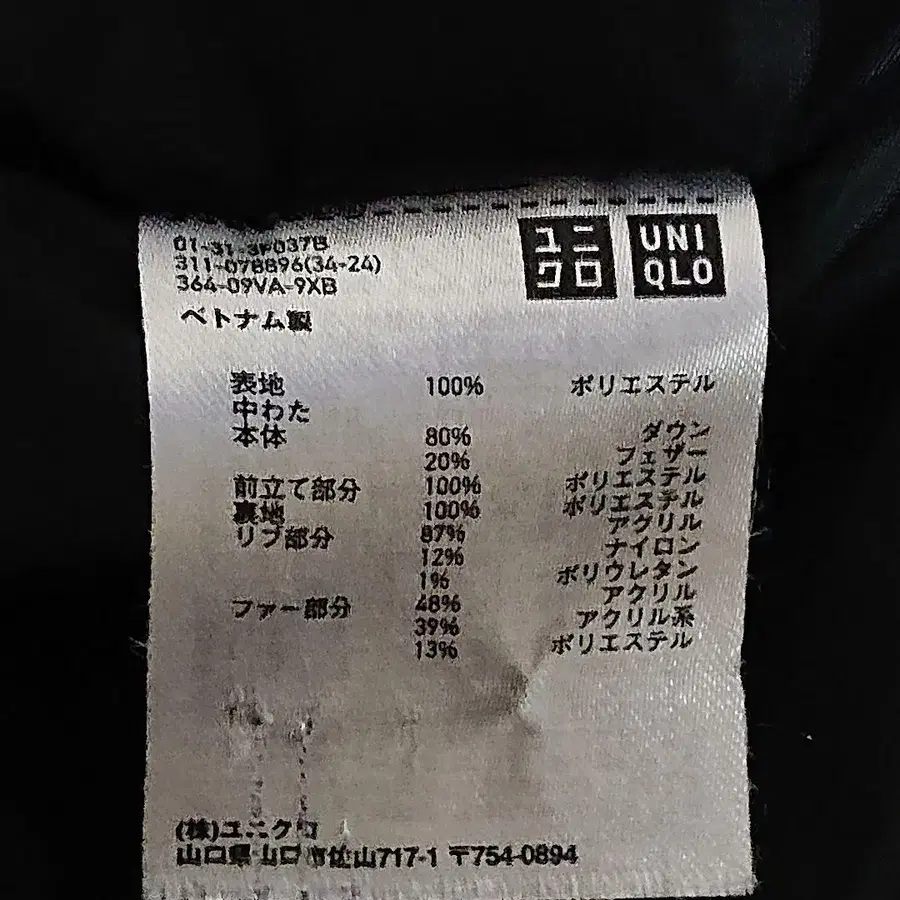 ユニ
クロ
UNI
QLO
01-31-3F037B
311-078896(34-24)
364-09VA-9XB
ベトナム製
表地 100% ポリエステル
中わた
本体 80% ダウン
20% フェザー
前立て部分 100% ポリエステル
裏地 100% ポリエステル
リブ部分 87% アクリル
12% ナイロン
1% ポリウレタン
ファー部分 48% アクリル
39% アクリル系
13% ポリエステル
(株)ユニクロ
山口県山口市佐山717-1 〒754-0894